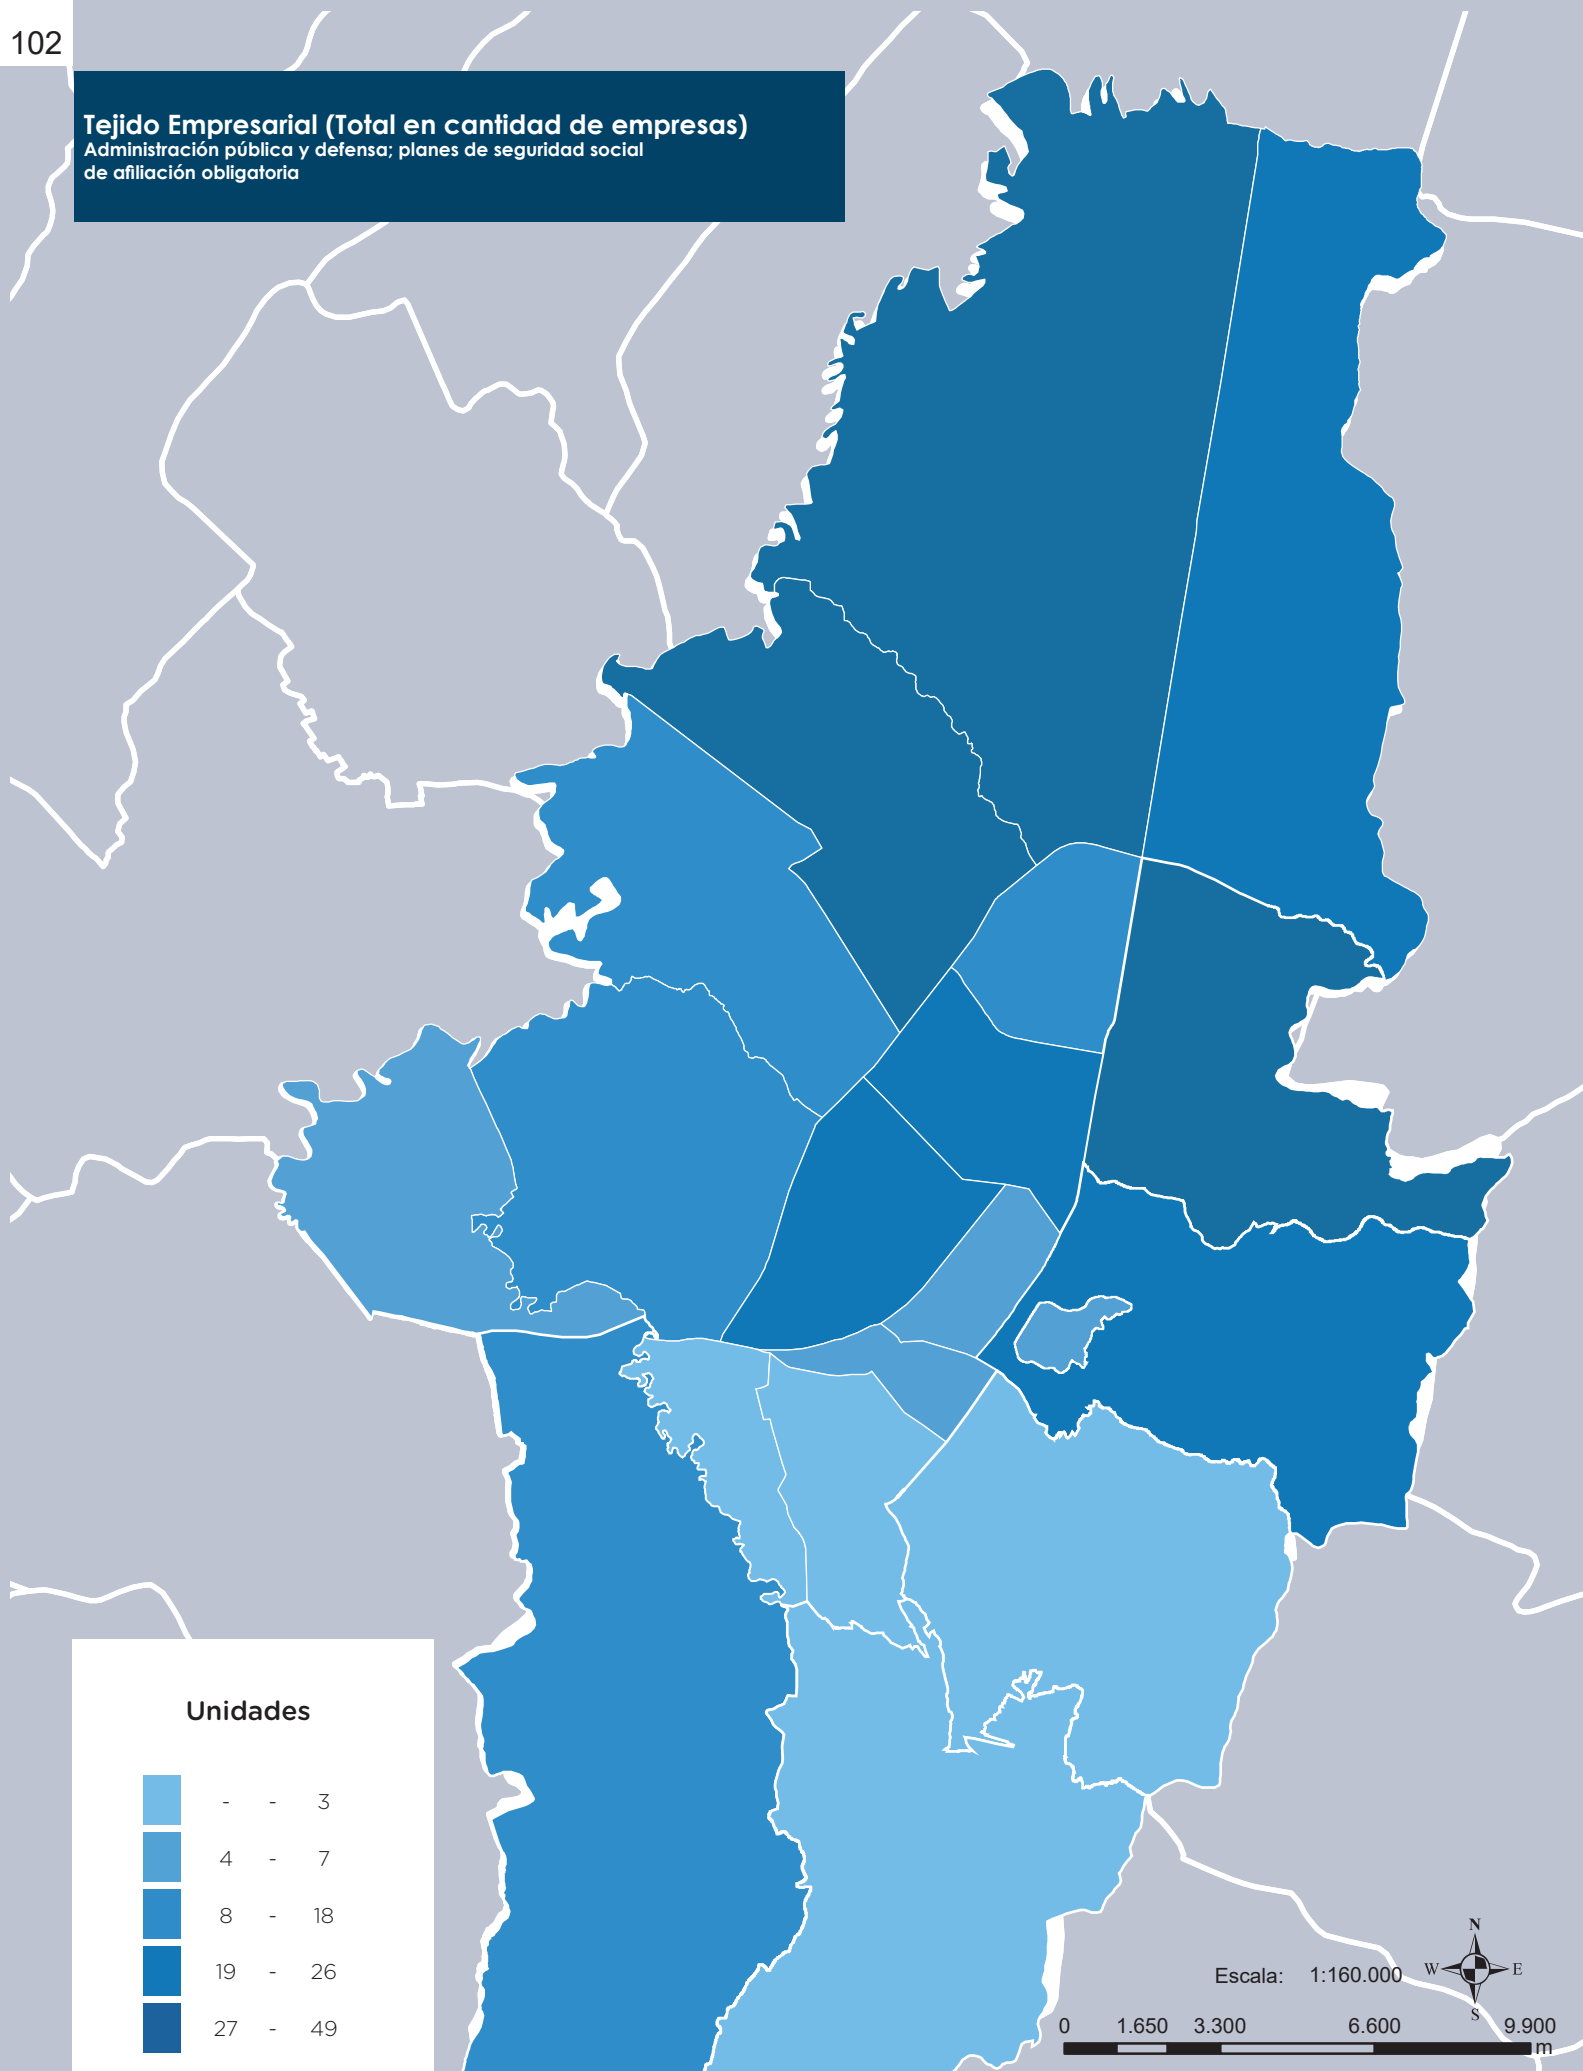 102
Tejido Empresarial (Total en cantidad de empresas)
Administración pública y defensa; planes de seguridad social
de afiliación obligatoria
Unidades
- - 3
4 - 7
8 - 18
19 - 26
27 - 49
Escala: 1:160.000
N
W E
S
0 1.650 3.300 6.600 9.900
m